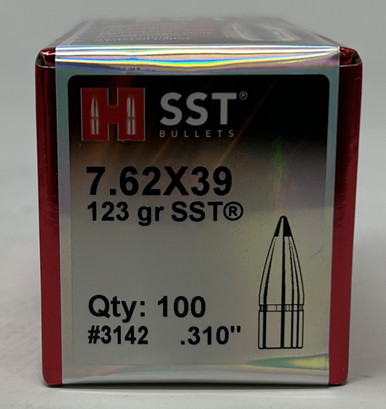 H SST®
BULLETS
7.62X39
123 gr SST®
Qty: 100
#3142 .310"